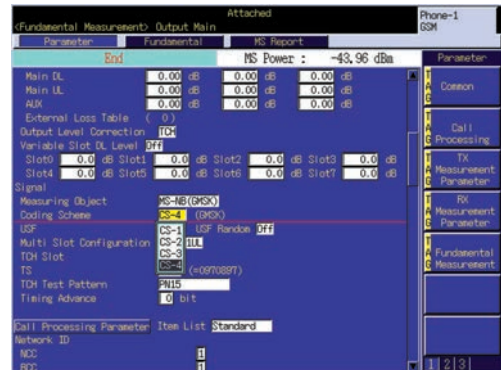 Attached
<Fundamental Measurement> Output Main
Phone-1
GSM
Parameter Fundamental MS Report
End MS Power : -43.96 dBm
Parameter
Main DL 0.00 dB 0.00 dB 0.00 dB
Main UL 0.00 dB 0.00 dB 0.00 dB
AUX 0.00 dB 0.00 dB 0.00 dB
External Loss Table ( 0)
Output Level Correction TCH
Variable Slot DL Level Off
Slot0 0.0 dB Slot1 0.0 dB Slot2 0.0 dB Slot3 0.0 dB
Slot4 0.0 dB Slot5 0.0 dB Slot6 0.0 dB Slot7 0.0 dB
Signal
Measuring Object MS-NB(GMSK)
Coding Scheme CS-4 (GMSK)
USF CS-1 USF Random Off
Multi Slot Configuration CS-2 1UL
TCH Slot CS-3
TS CS-4 (=0970897)
TCH Test Pattern PN15
Timing Advance 0 bit
Call Processing Parameter Item List Standard
Network ID
NCC 1
BCC 1
TAG Common
TAG Call Processing
TAG TX Measurement Parameter
TAG RX Measurement Parameter
TAG Fundamental Measurement
1 2 3